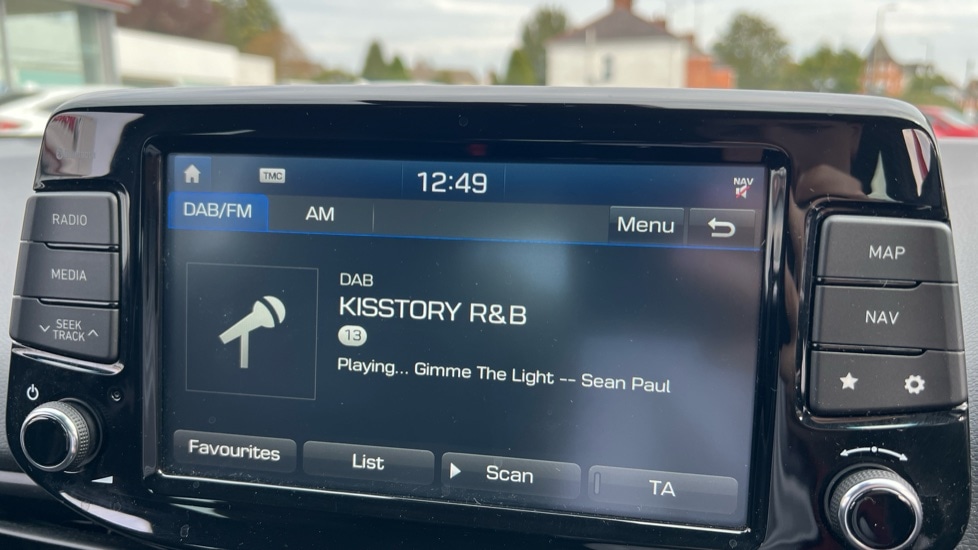 TMC
12:49
NAV
DAB/FM
AM
Menu
DAB
KISSTORY R&B
13
Playing... Gimme The Light -- Sean Paul
Favourites
List
Scan
TA
RADIO
MEDIA
SEEK
TRACK
MAP
NAV